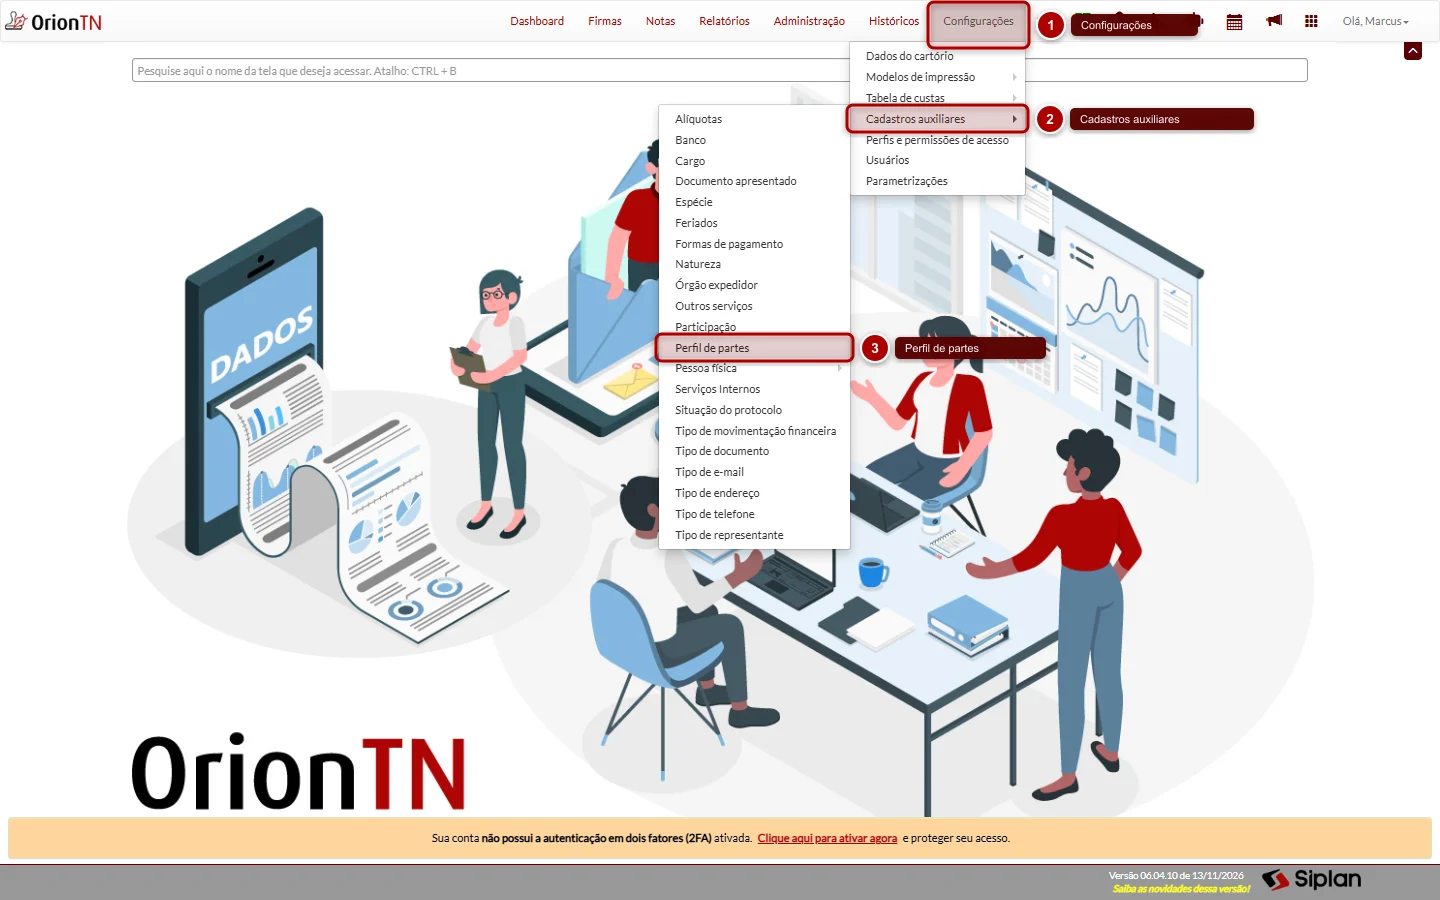 OrionTN
Dashboard
Firmas
Notas
Relatórios
Administração
Históricos
Configurações
1
Configurações
Olá, Marcus
Pesquise aqui o nome da tela que deseja acessar. Atalho: CTRL + B
Dados do cartório
Modelos de impressão
Tabela de custas
Cadastros auxiliares
2
Cadastros auxiliares
Perfis e permissões de acesso
Usuários
Parametrizações
Alíquotas
Banco
Cargo
Documento apresentado
Espécie
Feriados
Formas de pagamento
Natureza
Órgão expedidor
Outros serviços
Participação
Perfil de partes
3
Perfil de partes
Pessoa física
Serviços Internos
Situação do protocolo
Tipo de movimentação financeira
Tipo de documento
Tipo de e-mail
Tipo de endereço
Tipo de telefone
Tipo de representante
DADOS
OrionTN
Sua conta não possui a autenticação em dois fatores (2FA) ativada. Clique aqui para ativar agora e proteger seu acesso.
Versão 06.04.10 de 13/11/2026
Saiba as novidades dessa versão!
Siplan